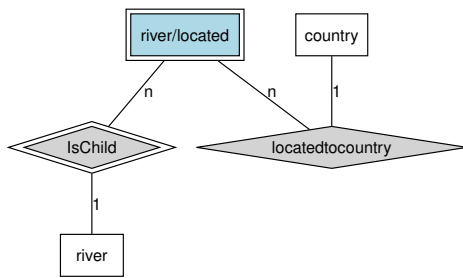 river/located
country
n
n
1
IsChild
locatedtocountry
1
river